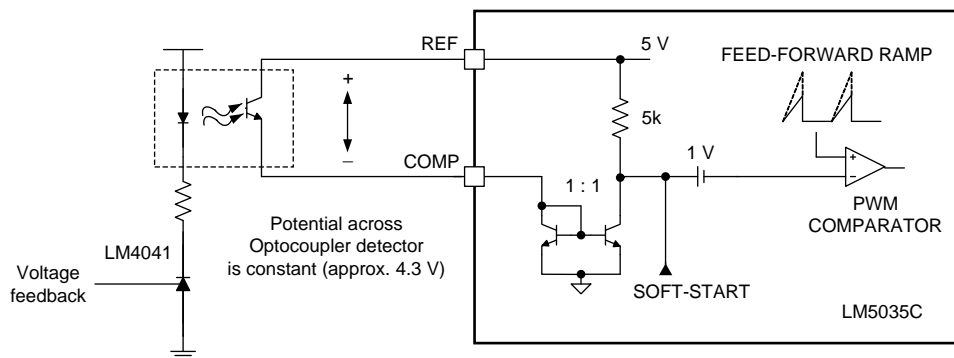 REF
5 V
FEED-FORWARD RAMP
+
5k
–
COMP
1 V
+
–
1 : 1
PWM
COMPARATOR
Potential across
Optocoupler detector
is constant (approx. 4.3 V)
LM4041
Voltage
feedback
SOFT-START
LM5035C